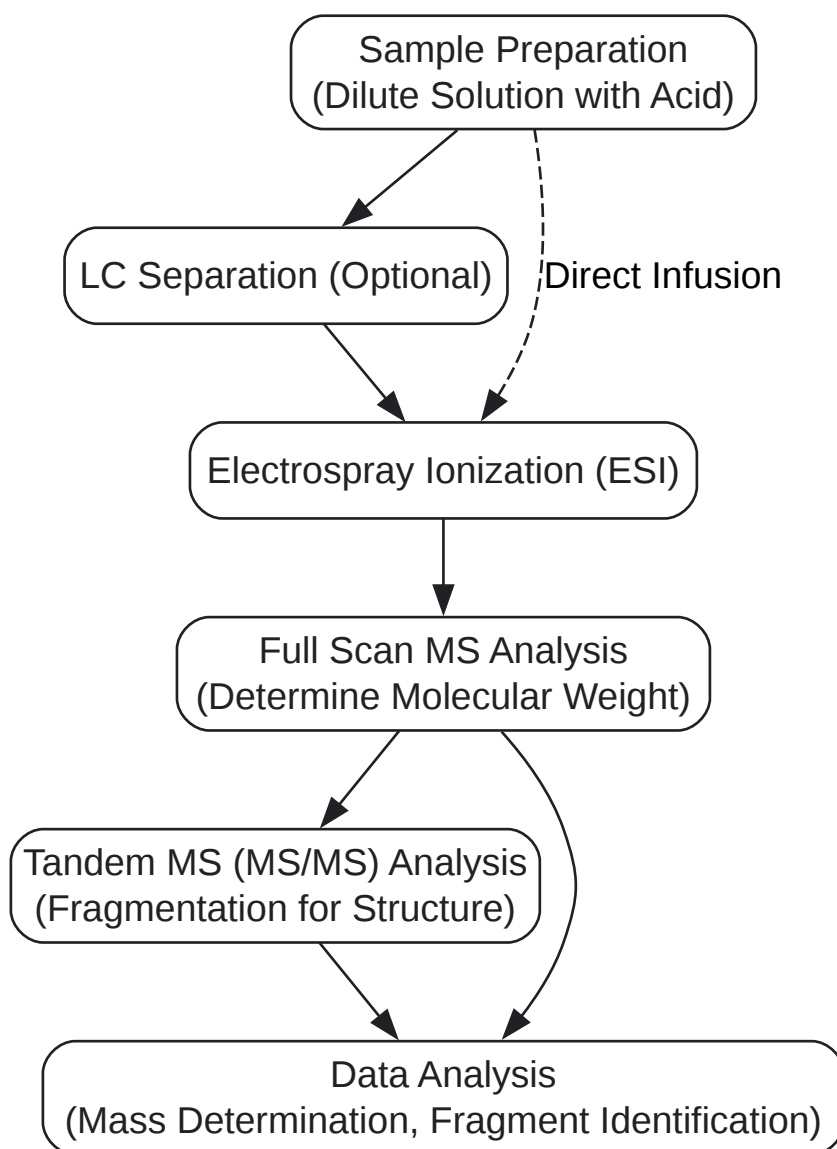 Sample Preparation
(Dilute Solution with Acid)
LC Separation (Optional)
Direct Infusion
Electrospray Ionization (ESI)
Full Scan MS Analysis
(Determine Molecular Weight)
Tandem MS (MS/MS) Analysis
(Fragmentation for Structure)
Data Analysis
(Mass Determination, Fragment Identification)